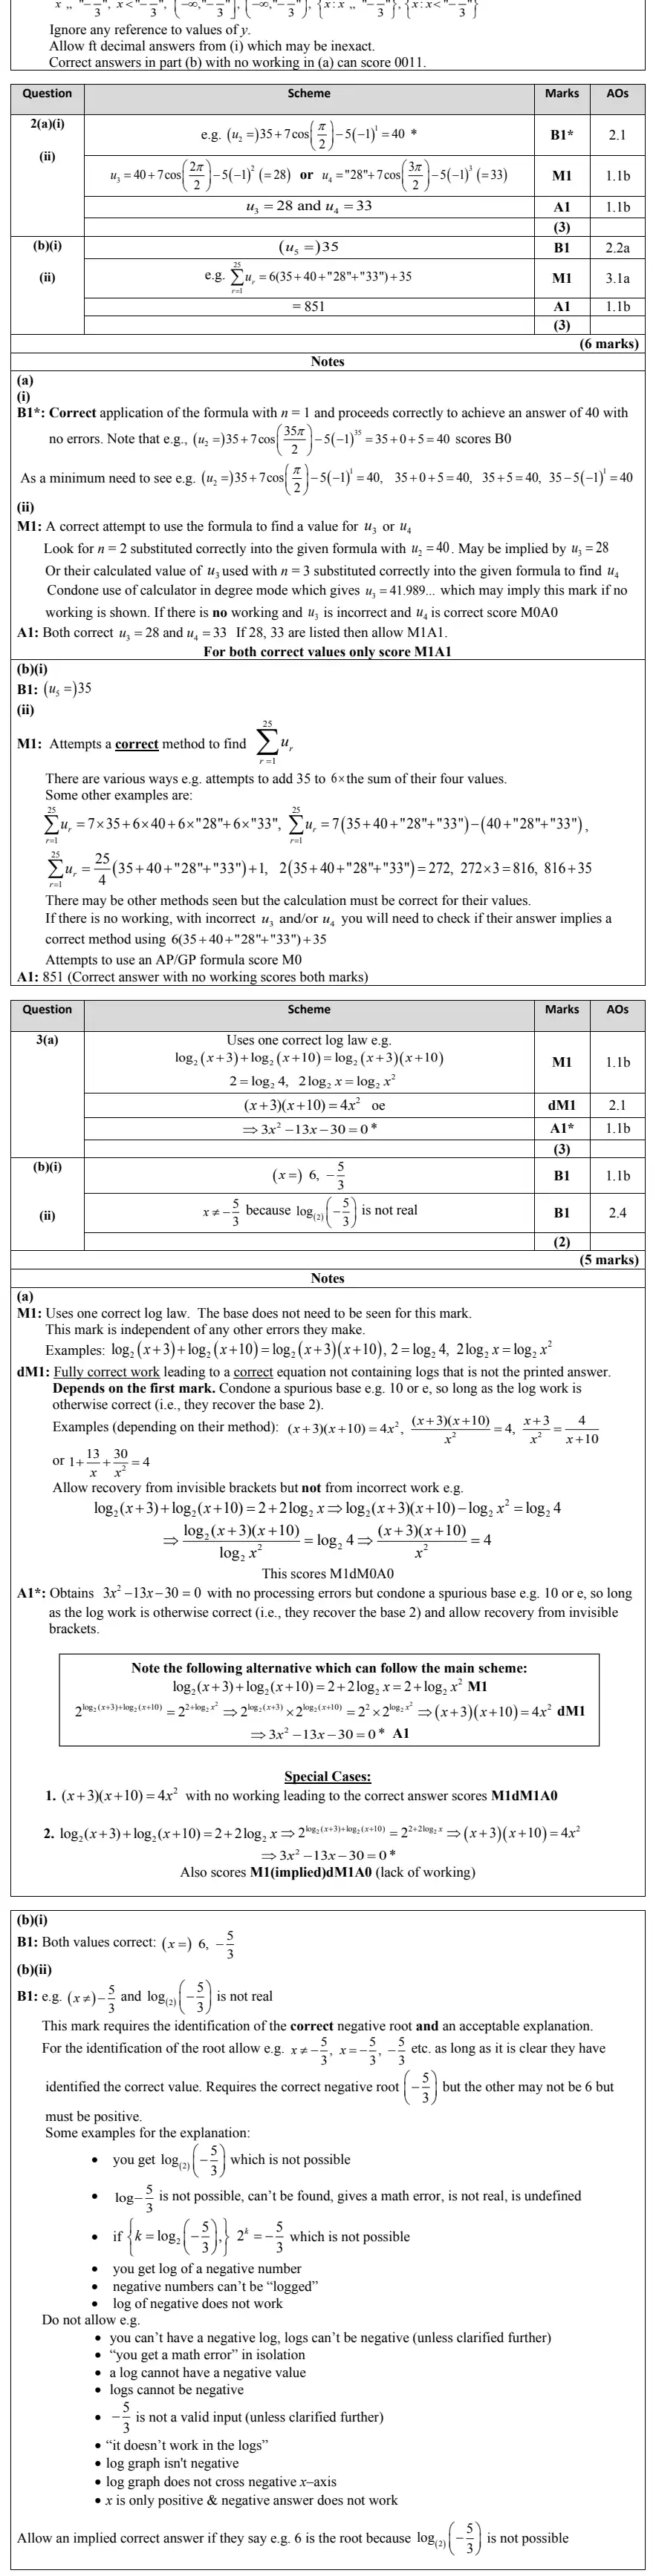 x ,, "−5/3", x < "−5/3", (−∞, "−5/3"], (−∞, "−5/3"), {x : x ,, "−5/3"}, {x : x < "−5/3"}
Ignore any reference to values of y.
Allow ft decimal answers from (i) which may be inexact.
Correct answers in part (b) with no working in (a) can score 0011.
Question Scheme Marks AOs
2(a)(i) e.g. (u₂ =)35 + 7cos(π/2) − 5(−1)¹ = 40 * B1* 2.1
(ii) u₃ = 40 + 7cos(2π/2) − 5(−1)² (= 28) or u₄ = "28" + 7cos(3π/2) − 5(−1)³ (= 33) M1 1.1b
u₃ = 28 and u₄ = 33 A1 1.1b
(3)
(b)(i) (u₅ =)35 B1 2.2a
(ii) e.g. ∑_{r=1}^{25} u_r = 6(35 + 40 + "28" + "33") + 35 M1 3.1a
= 851 A1 1.1b
(3)
(6 marks)
Notes
(a)
(i)
B1*: Correct application of the formula with n = 1 and proceeds correctly to achieve an answer of 40 with
no errors. Note that e.g., (u₂ =)35 + 7cos(35π/2) − 5(−1)³⁵ = 35 + 0 + 5 = 40 scores B0
As a minimum need to see e.g. (u₂ =)35 + 7cos(π/2) − 5(−1)¹ = 40, 35 + 0 + 5 = 40, 35 + 5 = 40, 35 − 5(−1)¹ = 40
(ii)
M1: A correct attempt to use the formula to find a value for u₃ or u₄
Look for n = 2 substituted correctly into the given formula with u₂ = 40. May be implied by u₃ = 28
Or their calculated value of u₃ used with n = 3 substituted correctly into the given formula to find u₄
Condone use of calculator in degree mode which gives u₃ = 41.989... which may imply this mark if no
working is shown. If there is no working and u₃ is incorrect and u₄ is correct score M0A0
A1: Both correct u₃ = 28 and u₄ = 33 If 28, 33 are listed then allow M1A1.
For both correct values only score M1A1
(b)(i)
B1: (u₅ =)35
(ii)
M1: Attempts a correct method to find ∑_{r=1}^{25} u_r
There are various ways e.g. attempts to add 35 to 6×the sum of their four values.
Some other examples are:
∑_{r=1}^{25} u_r = 7×35 + 6×40 + 6×"28" + 6×"33", ∑_{r=1}^{25} u_r = 7(35 + 40 + "28" + "33") − (40 + "28" + "33"),
∑_{r=1}^{25} u_r = 25/4 (35 + 40 + "28" + "33") + 1, 2(35 + 40 + "28" + "33") = 272, 272×3 = 816, 816 + 35
There may be other methods seen but the calculation must be correct for their values.
If there is no working, with incorrect u₃ and/or u₄ you will need to check if their answer implies a
correct method using 6(35 + 40 + "28" + "33") + 35
Attempts to use an AP/GP formula score M0
A1: 851 (Correct answer with no working scores both marks)
Question Scheme Marks AOs
3(a) Uses one correct log law e.g.
log₂(x+3) + log₂(x+10) = log₂(x+3)(x+10) M1 1.1b
2 = log₂ 4, 2log₂ x = log₂ x²
(x+3)(x+10) = 4x² oe dM1 2.1
⇒ 3x² − 13x − 30 = 0 * A1* 1.1b
(3)
(b)(i) (x =) 6, −5/3 B1 1.1b
(ii) x ≠ −5/3 because log₍₂₎(−5/3) is not real B1 2.4
(2)
(5 marks)
Notes
(a)
M1: Uses one correct log law. The base does not need to be seen for this mark.
This mark is independent of any other errors they make.
Examples: log₂(x+3) + log₂(x+10) = log₂(x+3)(x+10), 2 = log₂ 4, 2log₂ x = log₂ x²
dM1: Fully correct work leading to a correct equation not containing logs that is not the printed answer.
Depends on the first mark. Condone a spurious base e.g. 10 or e, so long as the log work is
otherwise correct (i.e., they recover the base 2).
Examples (depending on their method): (x+3)(x+10) = 4x², (x+3)(x+10)/x² = 4, (x+3)/x² = 4/(x+10)
or 1 + 13/x + 30/x² = 4
Allow recovery from invisible brackets but not from incorrect work e.g.
log₂(x+3) + log₂(x+10) = 2 + 2log₂ x ⇒ log₂(x+3)(x+10) − log₂ x² = log₂ 4
⇒ log₂(x+3)(x+10)/log₂ x² = log₂ 4 ⇒ (x+3)(x+10)/x² = 4
This scores M1dM0A0
A1*: Obtains 3x² − 13x − 30 = 0 with no processing errors but condone a spurious base e.g. 10 or e, so long
as the log work is otherwise correct (i.e., they recover the base 2) and allow recovery from invisible
brackets.
Note the following alternative which can follow the main scheme:
log₂(x+3) + log₂(x+10) = 2 + 2log₂ x = 2 + log₂ x² M1
2^(log₂(x+3)+log₂(x+10)) = 2^(2+log₂ x²) ⇒ 2^(log₂(x+3)) × 2^(log₂(x+10)) = 2² × 2^(log₂ x²) ⇒ (x+3)(x+10) = 4x² dM1
⇒ 3x² − 13x − 30 = 0 * A1
Special Cases:
1. (x+3)(x+10) = 4x² with no working leading to the correct answer scores M1dM1A0
2. log₂(x+3) + log₂(x+10) = 2 + 2log₂ x ⇒ 2^(log₂(x+3)+log₂(x+10)) = 2^(2+2log₂ x) ⇒ (x+3)(x+10) = 4x²
⇒ 3x² − 13x − 30 = 0 *
Also scores M1(implied)dM1A0 (lack of working)
(b)(i)
B1: Both values correct: (x =) 6, −5/3
(b)(ii)
B1: e.g. (x ≠)−5/3 and log₍₂₎(−5/3) is not real
This mark requires the identification of the correct negative root and an acceptable explanation.
For the identification of the root allow e.g. x ≠ −5/3, x = −5/3, −5/3 etc. as long as it is clear they have
identified the correct value. Requires the correct negative root (−5/3) but the other may not be 6 but
must be positive.
Some examples for the explanation:
• you get log₍₂₎(−5/3) which is not possible
• log−5/3 is not possible, can’t be found, gives a math error, is not real, is undefined
• if {k = log₂(−5/3),} 2ᵏ = −5/3 which is not possible
• you get log of a negative number
• negative numbers can’t be “logged”
• log of negative does not work
Do not allow e.g.
• you can’t have a negative log, logs can’t be negative (unless clarified further)
• “you get a math error” in isolation
• a log cannot have a negative value
• logs cannot be negative
• −5/3 is not a valid input (unless clarified further)
• “it doesn’t work in the logs”
• log graph isn't negative
• log graph does not cross negative x–axis
• x is only positive & negative answer does not work
Allow an implied correct answer if they say e.g. 6 is the root because log₍₂₎(−5/3) is not possible